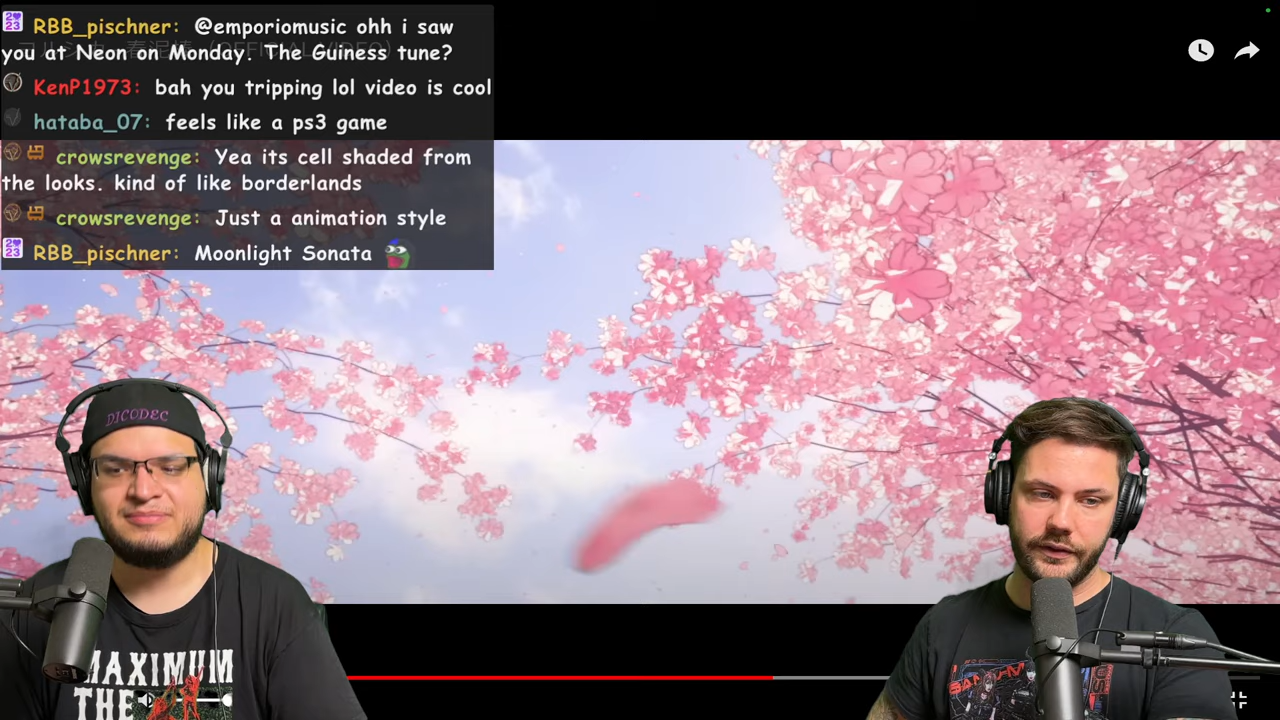 RBB_pischner: @emporiomusic ohh i saw
you at Neon on Monday. The Guiness tune?
KenP1973: bah you tripping lol video is cool
hataba_07: feels like a ps3 game
crowsrevenge: Yea its cell shaded from
the looks. kind of like borderlands
crowsrevenge: Just a animation style
RBB_pischner: Moonlight Sonata
DICODEC
MAXIMUM
THE